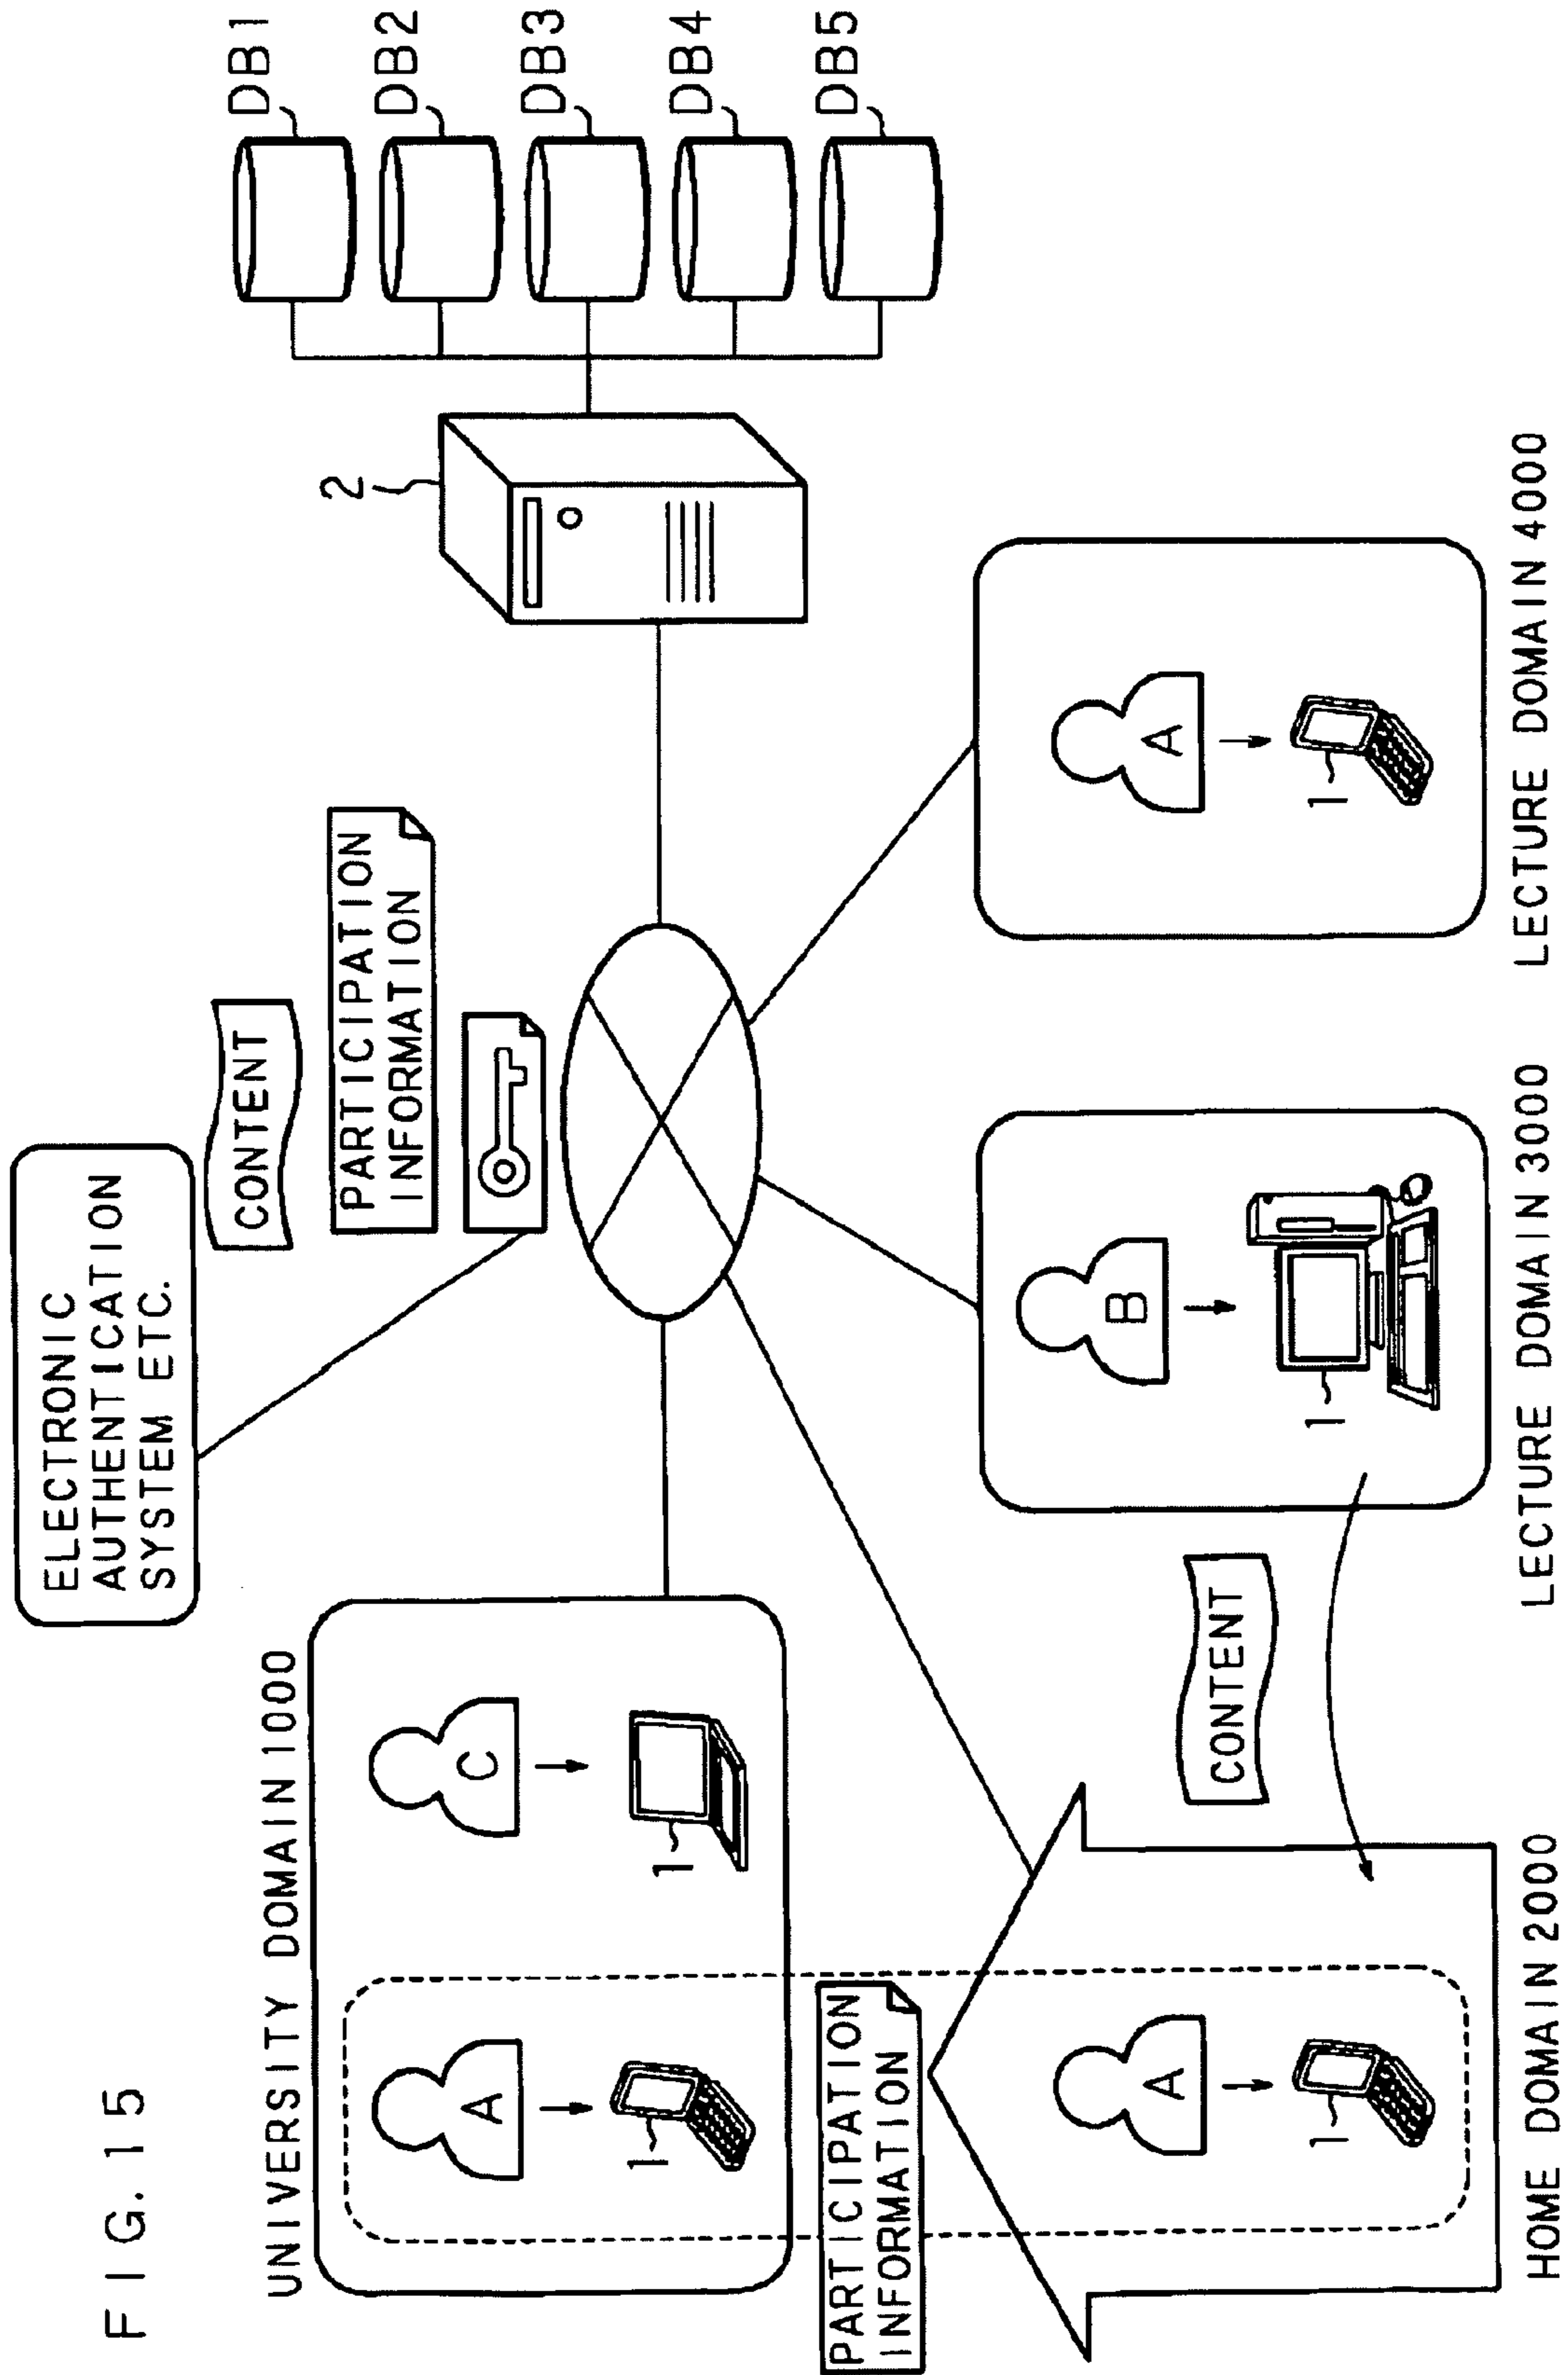 FIG. 15
ELECTRONIC
AUTHENTICATION
SYSTEM ETC.
CONTENT
PARTICIPATION
INFORMATION
2
DB1
DB2
DB3
DB4
DB5
UNIVERSITY DOMAIN 1000
A
1
C
1
PARTICIPATION
INFORMATION
A
1
HOME DOMAIN 2000
CONTENT
B
1
LECTURE DOMAIN 3000
A
1
LECTURE DOMAIN 4000